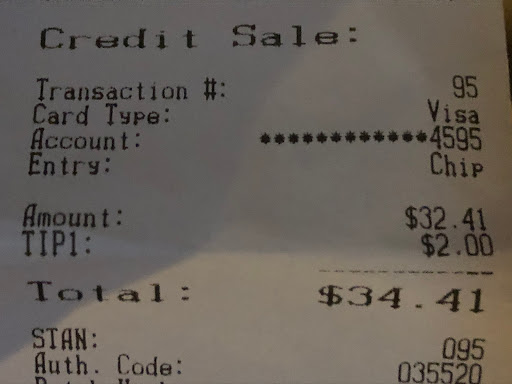 Credit Sale:
Transaction #: 95
Card Type: Visa
Account: ************4595
Entry: Chip
Amount: $32.41
TIP1: $2.00
Total: $34.41
STAN: 095
Auth. Code: 035520